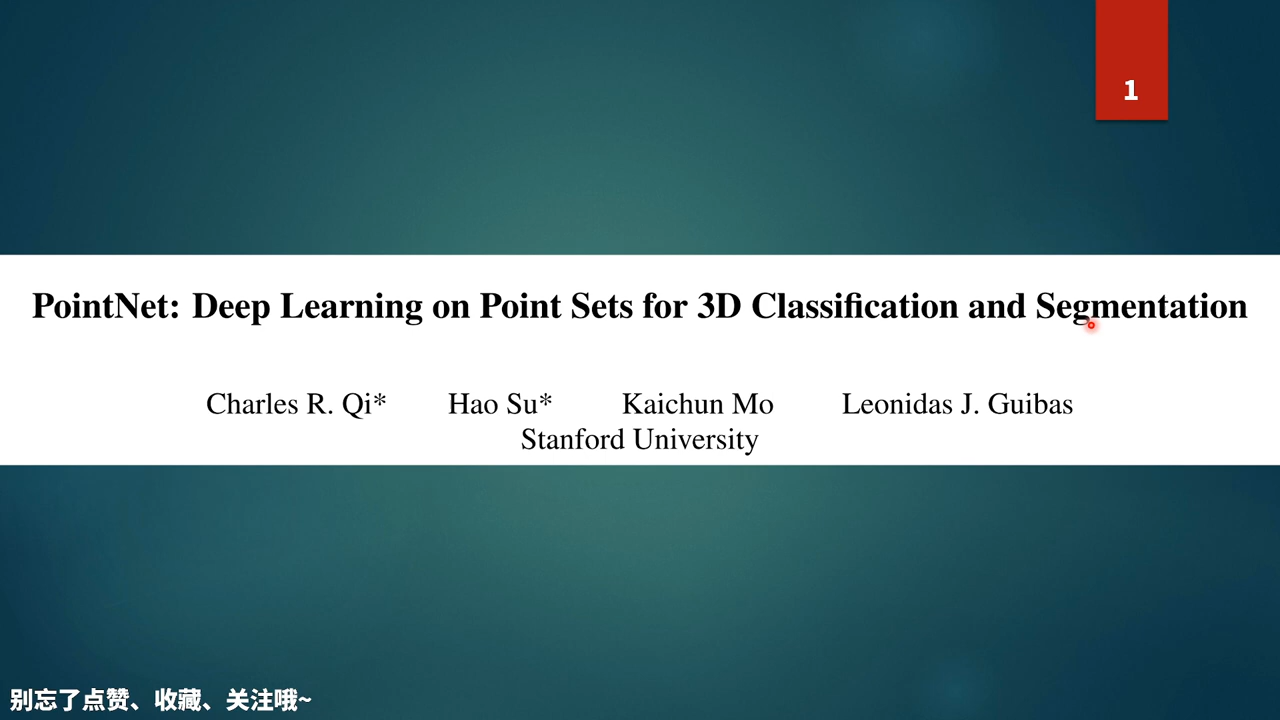 1
PointNet: Deep Learning on Point Sets for 3D Classification and Segmentation
Charles R. Qi* Hao Su* Kaichun Mo Leonidas J. Guibas
Stanford University
别忘了点赞、收藏、关注哦~